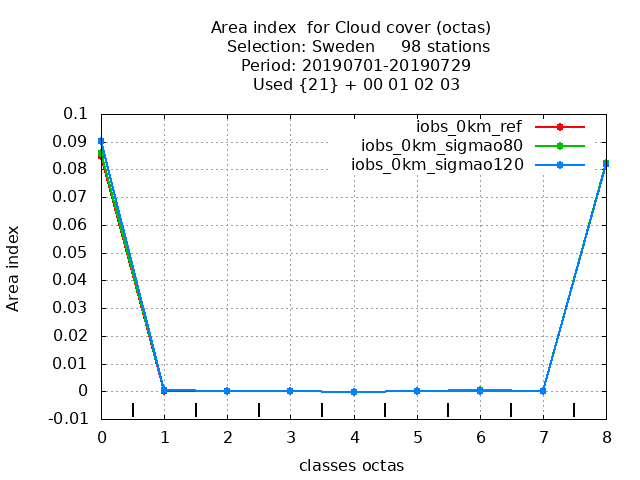 Area index  for Cloud cover (octas)
Selection: Sweden     98 stations
Period: 20190701-20190729
Used {21} + 00 01 02 03
iobs_0km_ref
iobs_0km_sigmao80
iobs_0km_sigmao120
0.1
0.09
0.08
0.07
0.06
0.05
0.04
0.03
0.02
0.01
0
-0.01
Area index
0 1 2 3 4 5 6 7 8
classes octas